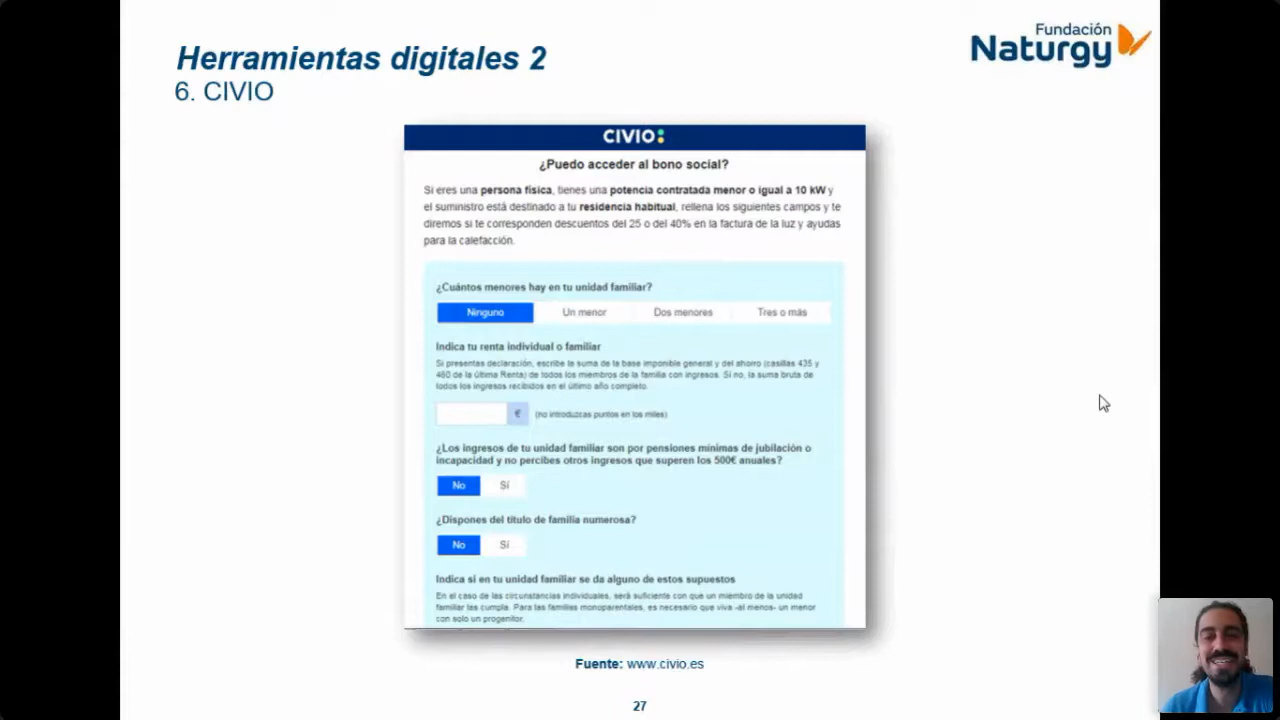 Herramientas digitales 2
6. CIVIO
Fundación
Naturgy
CIVIO:
¿Puedo acceder al bono social?
Si eres una persona física, tienes una potencia contratada menor o igual a 10 kW y
el suministro está destinado a tu residencia habitual, rellena los siguientes campos y te
diremos si te corresponden descuentos del 25 o del 40% en la factura de la luz y ayudas
para la calefacción.
¿Cuántos menores hay en tu unidad familiar?
Ninguno Un menor Dos menores Tres o más
Indica tu renta individual o familiar
Si presentas declaración, escribe la suma de la base imponible general y del ahorro (casillas 435 y
460 de la última Renta) de todos los miembros de la familia con ingresos. Si no, la suma bruta de
todos los ingresos recibidos en el último año completo.
€ (no introduzcas puntos en los miles)
¿Los ingresos de tu unidad familiar son por pensiones mínimas de jubilación o
incapacidad y no percibes otros ingresos que superen los 500€ anuales?
No Sí
¿Dispones del título de familia numerosa?
No Sí
Indica si en tu unidad familiar se da alguno de estos supuestos
En el caso de las circunstancias individuales, será suficiente con que un miembro de la unidad
familiar las cumpla. Para las familias monoparentales, es necesario que viva -al menos- un menor
con solo un progenitor.
Fuente: www.civio.es
27